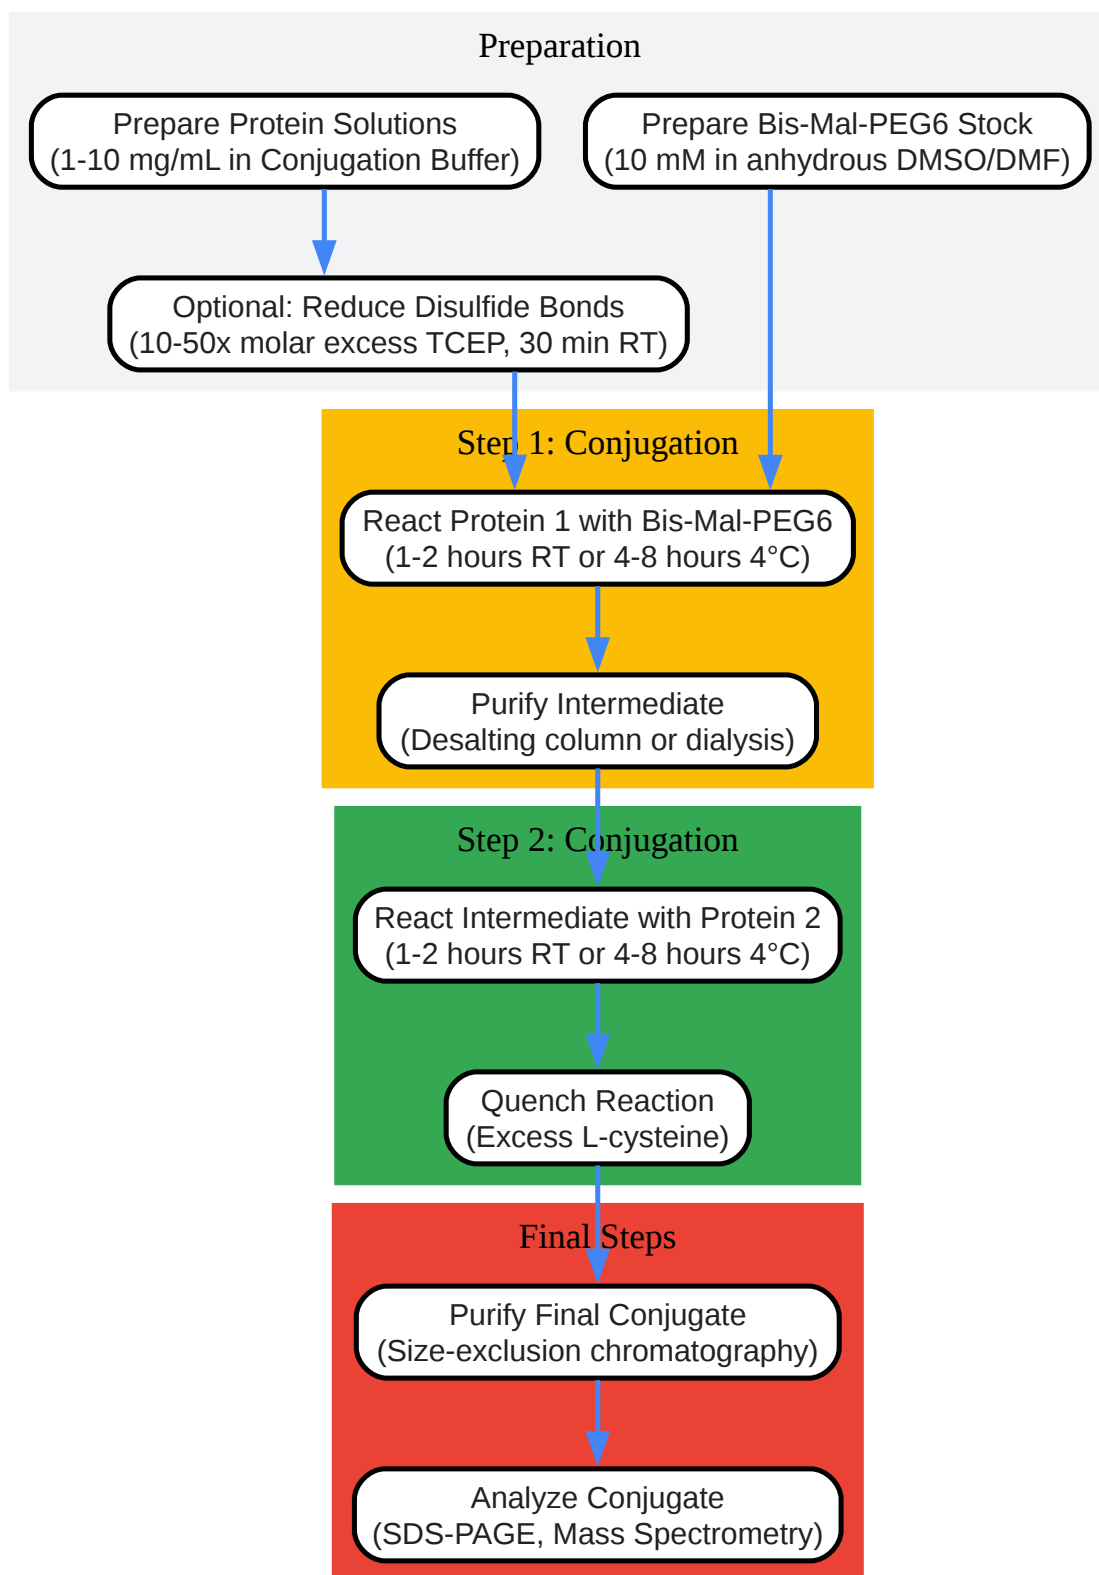 Preparation
Prepare Protein Solutions
(1-10 mg/mL in Conjugation Buffer)
Prepare Bis-Mal-PEG6 Stock
(10 mM in anhydrous DMSO/DMF)
Optional: Reduce Disulfide Bonds
(10-50x molar excess TCEP, 30 min RT)
Step 1: Conjugation
React Protein 1 with Bis-Mal-PEG6
(1-2 hours RT or 4-8 hours 4°C)
Purify Intermediate
(Desalting column or dialysis)
Step 2: Conjugation
React Intermediate with Protein 2
(1-2 hours RT or 4-8 hours 4°C)
Quench Reaction
(Excess L-cysteine)
Final Steps
Purify Final Conjugate
(Size-exclusion chromatography)
Analyze Conjugate
(SDS-PAGE, Mass Spectrometry)